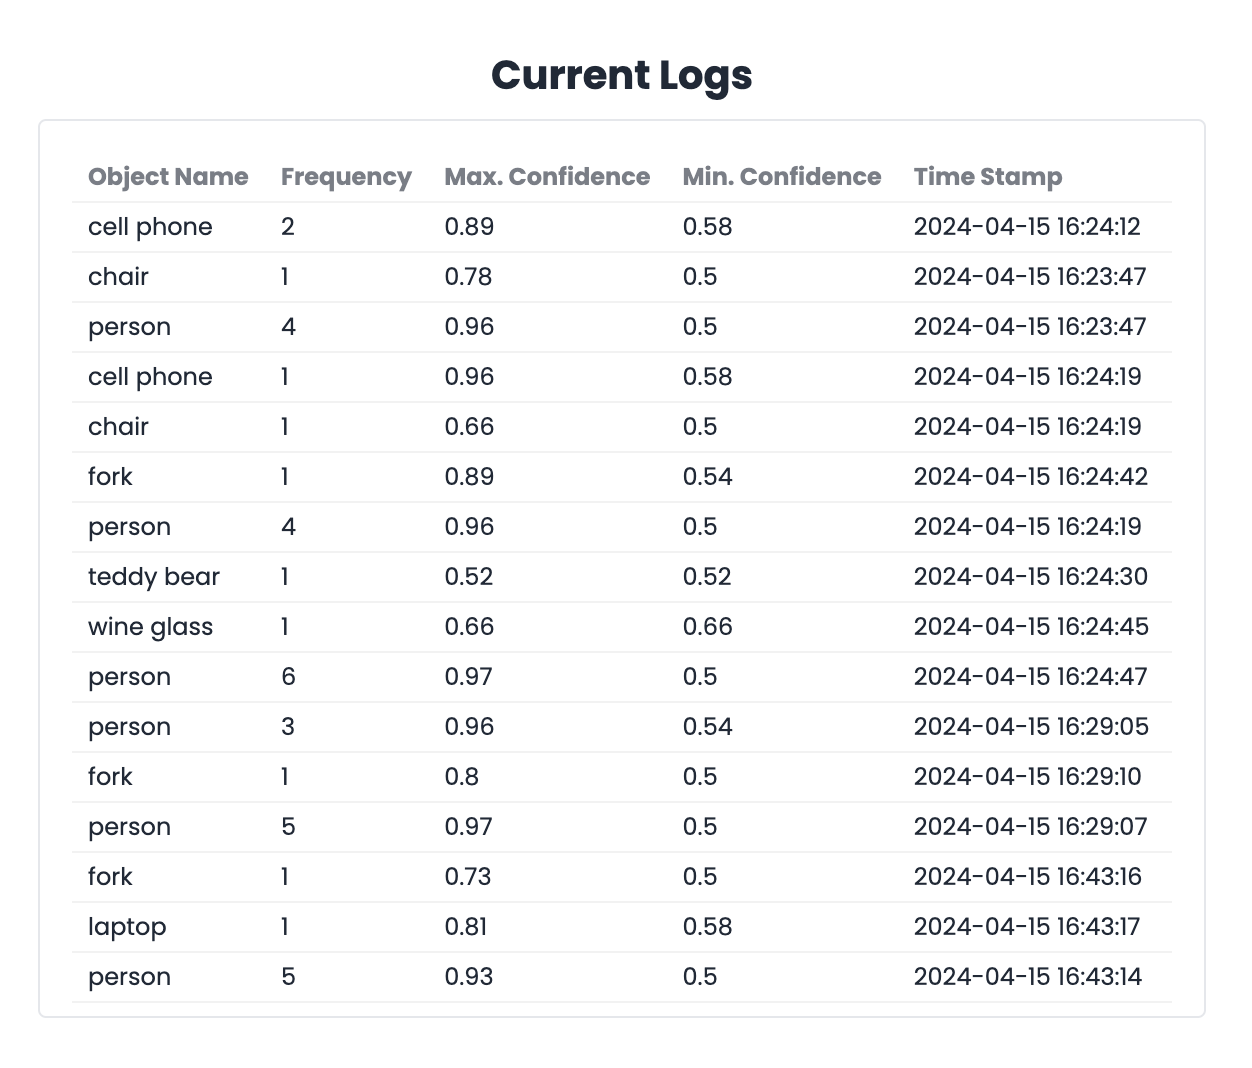 Current Logs
Object Name Frequency Max. Confidence Min. Confidence Time Stamp
cell phone 2 0.89 0.58 2024-04-15 16:24:12
chair 1 0.78 0.5 2024-04-15 16:23:47
person 4 0.96 0.5 2024-04-15 16:23:47
cell phone 1 0.96 0.58 2024-04-15 16:24:19
chair 1 0.66 0.5 2024-04-15 16:24:19
fork 1 0.89 0.54 2024-04-15 16:24:42
person 4 0.96 0.5 2024-04-15 16:24:19
teddy bear 1 0.52 0.52 2024-04-15 16:24:30
wine glass 1 0.66 0.66 2024-04-15 16:24:45
person 6 0.97 0.5 2024-04-15 16:24:47
person 3 0.96 0.54 2024-04-15 16:29:05
fork 1 0.8 0.5 2024-04-15 16:29:10
person 5 0.97 0.5 2024-04-15 16:29:07
fork 1 0.73 0.5 2024-04-15 16:43:16
laptop 1 0.81 0.58 2024-04-15 16:43:17
person 5 0.93 0.5 2024-04-15 16:43:14